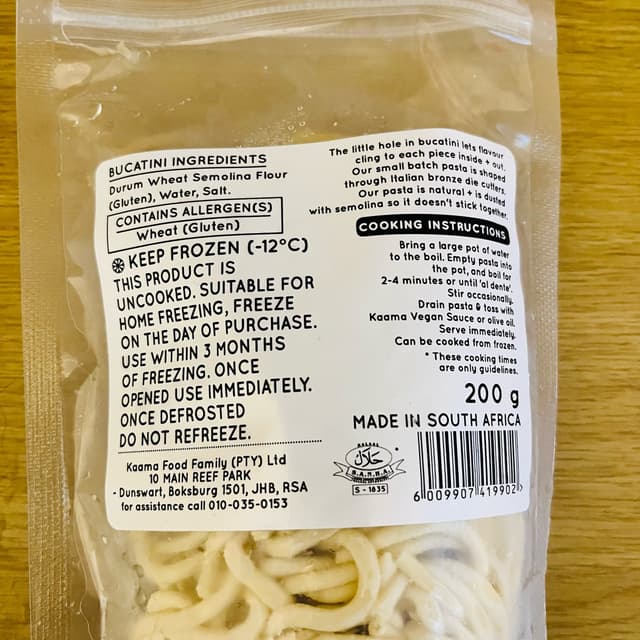 BUCATINI INGREDIENTS
Durum Wheat Semolina Flour
(Gluten), Water, Salt.
CONTAINS ALLERGEN(S)
Wheat (Gluten)
KEEP FROZEN (-12°C)
THIS PRODUCT IS
UNCOOKED. SUITABLE FOR
HOME FREEZING, FREEZE
ON THE DAY OF PURCHASE.
USE WITHIN 3 MONTHS
OF FREEZING. ONCE
OPENED USE IMMEDIATELY.
ONCE DEFROSTED
DO NOT REFREEZE.
Kaama Food Family (PTY) Ltd
10 MAIN REEF PARK
- Dunswart, Boksburg 1501, JHB, RSA
for assistance call 010-035-0153
The little hole in bucatini lets flavour
cling to each piece inside + out.
Our small batch pasta is shaped
through Italian bronze die cutters.
Our pasta is natural + is dusted
with semolina so it doesn't stick together.
COOKING INSTRUCTIONS
Bring a large pot of water
to the boil. Empty pasta into
the pot, and boil for
2-4 minutes or until 'al dente'.
Stir occasionally.
Drain pasta & toss with
Kaama Vegan Sauce or olive oil.
Serve immediately.
Can be cooked from frozen.
* These cooking times
are only guidelines.
200 g
MADE IN SOUTH AFRICA
HALAAL
حلال
S.A.N.H.A.
S - 1835
6 009907 419902 >